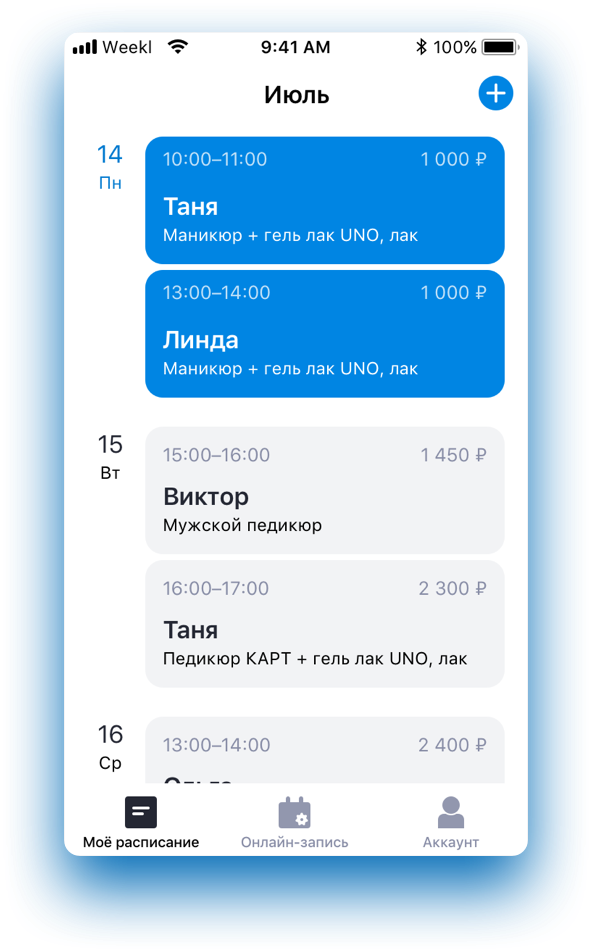 Weekl 9:41 AM 100%
Июль
14
Пн
10:00–11:00 1 000 ₽
Таня
Маникюр + гель лак UNO, лак
13:00–14:00 1 000 ₽
Линда
Маникюр + гель лак UNO, лак
15
Вт
15:00–16:00 1 450 ₽
Виктор
Мужской педикюр
16:00–17:00 2 300 ₽
Таня
Педикюр КАРТ + гель лак UNO, лак
16
Ср
13:00–14:00 2 400 ₽
Моё расписание Онлайн-запись Аккаунт